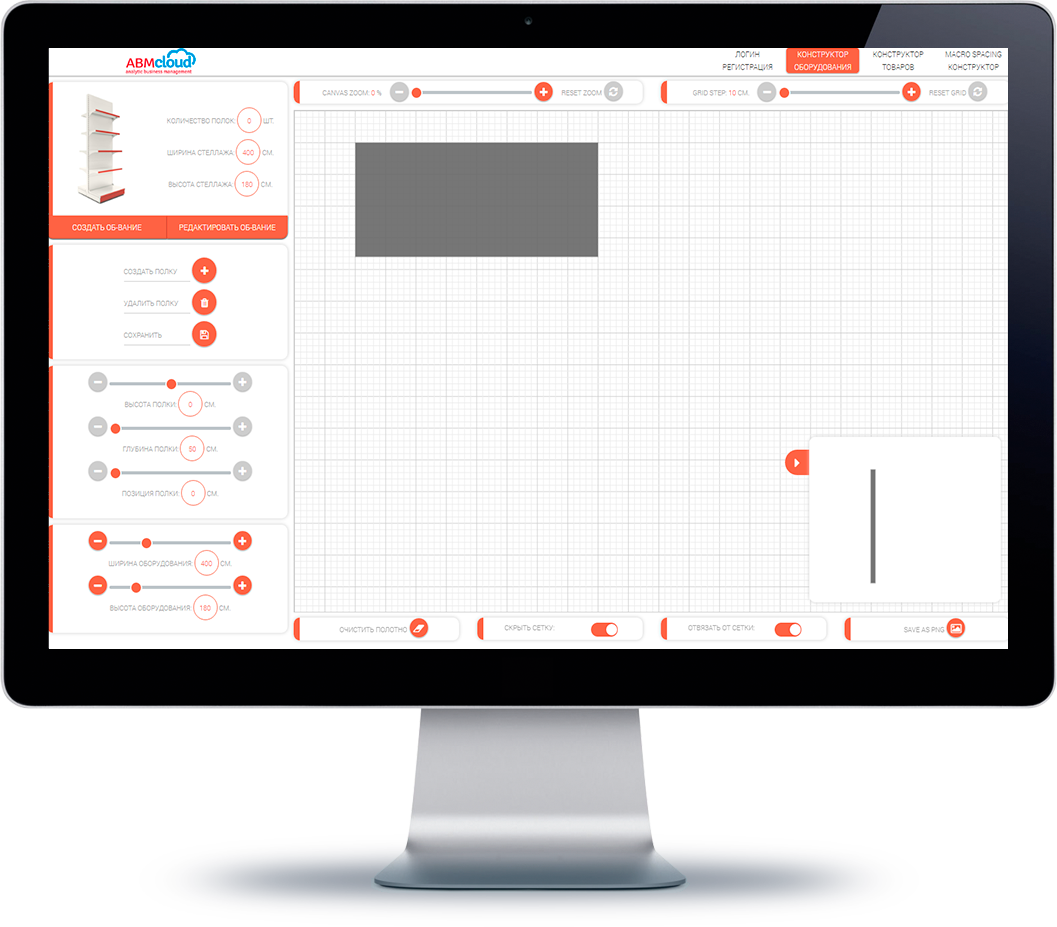 ABMcloud
analytic business management
ЛОГИН
РЕГИСТРАЦИЯ
КОНСТРУКТОР
ОБОРУДОВАНИЯ
КОНСТРУКТОР
ТОВАРОВ
MACRO SPACING
КОНСТРУКТОР
CANVAS ZOOM: 0 %
RESET ZOOM
GRID STEP: 10 СМ.
RESET GRID
КОЛИЧЕСТВО ПОЛОК: 0 ШТ.
ШИРИНА СТЕЛЛАЖА: 400 СМ.
ВЫСОТА СТЕЛЛАЖА: 180 СМ.
СОЗДАТЬ ОБ-ВАНИЕ
РЕДАКТИРОВАТЬ ОБ-ВАНИЕ
СОЗДАТЬ ПОЛКУ
УДАЛИТЬ ПОЛКУ
СОХРАНИТЬ
ВЫСОТА ПОЛКИ: 0 СМ.
ГЛУБИНА ПОЛКИ: 50 СМ.
ПОЗИЦИЯ ПОЛКИ: 0 СМ.
ШИРИНА ОБОРУДОВАНИЯ: 400 СМ.
ВЫСОТА ОБОРУДОВАНИЯ: 180 СМ.
ОЧИСТИТЬ ПОЛОТНО
СКРЫТЬ СЕТКУ:
ОТВЯЗАТЬ ОТ СЕТКИ:
SAVE AS PNG